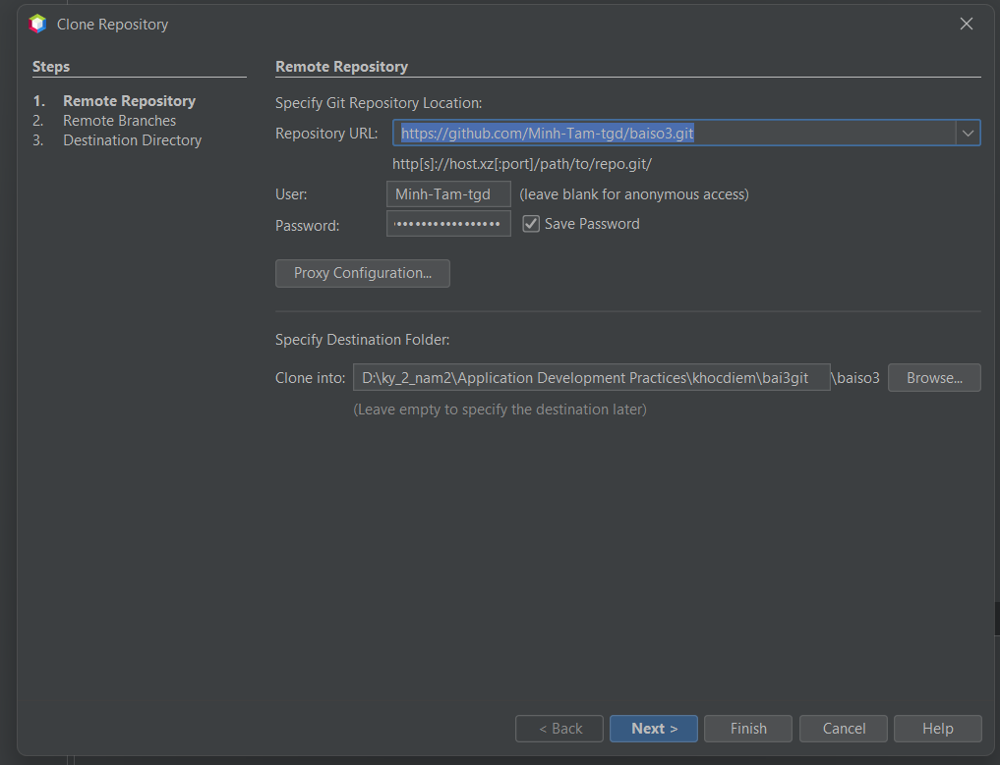 Clone Repository
Steps
1. Remote Repository
2. Remote Branches
3. Destination Directory
Remote Repository
Specify Git Repository Location:
Repository URL: https://github.com/Minh-Tam-tgd/baiso3.git
http[s]://host.xz[:port]/path/to/repo.git/
User: Minh-Tam-tgd (leave blank for anonymous access)
Password: Save Password
Proxy Configuration...
Specify Destination Folder:
Clone into: D:\ky_2_nam2\Application Development Practices\khocdiem\bai3git \baiso3 Browse...
(Leave empty to specify the destination later)
< Back Next > Finish Cancel Help